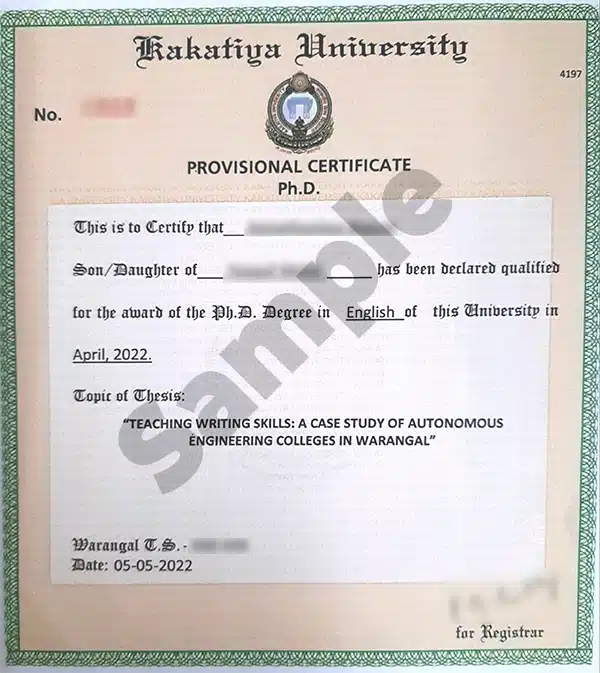 Kakatiya University
4197
No.
PROVISIONAL CERTIFICATE
Ph.D.
This is to Certify that
Son/Daughter of has been declared qualified
for the award of the Ph.D. Degree in English of this University in
April, 2022.
Topic of Thesis:
“TEACHING WRITING SKILLS: A CASE STUDY OF AUTONOMOUS
ENGINEERING COLLEGES IN WARANGAL”
Warangal T.S.-
Date: 05-05-2022
for Registrar
Sample